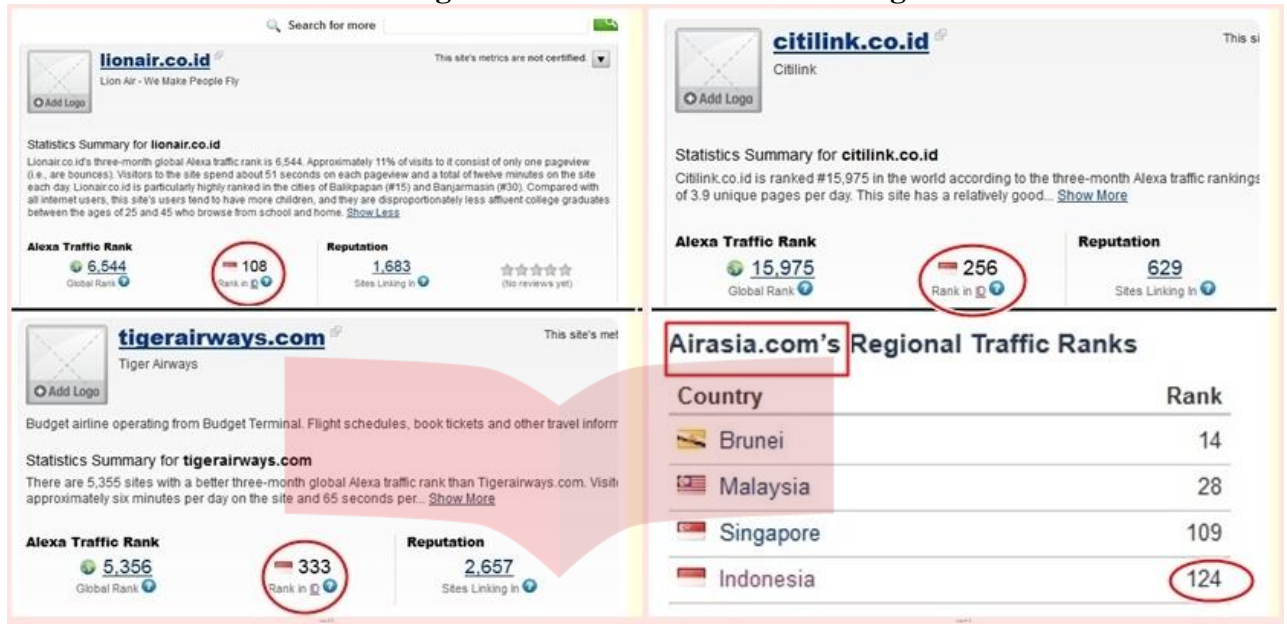 Search for more
lionair.co.id
This site's metrics are not certified.
Lion Air - We Make People Fly
Add Logo
Statistics Summary for lionair.co.id
Lionair.co.id's three-month global Alexa traffic rank is 6,544. Approximately 11% of visits to it consist of only one pageview
(i.e., are bounces). Visitors to the site spend about 51 seconds on each pageview and a total of twelve minutes on the site
each day. Lionair.co.id is particularly highly ranked in the cities of Balikpapan (#15) and Banjarmasin (#30). Compared with
all internet users, this site's users tend to have more children, and they are disproportionately less affluent college graduates
between the ages of 25 and 45 who browse from school and home. Show Less
Alexa Traffic Rank
Reputation
6,544
108
1,683
Global Rank ?
Rank in ID ?
Sites Linking In ?
(No reviews yet)
citilink.co.id
This si
Citilink
Add Logo
Statistics Summary for citilink.co.id
Citilink.co.id is ranked #15,975 in the world according to the three-month Alexa traffic rankings
of 3.9 unique pages per day. This site has a relatively good... Show More
Alexa Traffic Rank
Reputation
15,975
256
629
Global Rank ?
Rank in ID ?
Sites Linking In ?
tigerairways.com
This site's met
Tiger Airways
Add Logo
Budget airline operating from Budget Terminal. Flight schedules, book tickets and other travel inform
Statistics Summary for tigerairways.com
There are 5,355 sites with a better three-month global Alexa traffic rank than Tigerairways.com. Visit
approximately six minutes per day on the site and 65 seconds per... Show More
Alexa Traffic Rank
Reputation
5,356
333
2,657
Global Rank ?
Rank in ID ?
Sites Linking In ?
Airasia.com's Regional Traffic Ranks
Country Rank
Brunei 14
Malaysia 28
Singapore 109
Indonesia 124